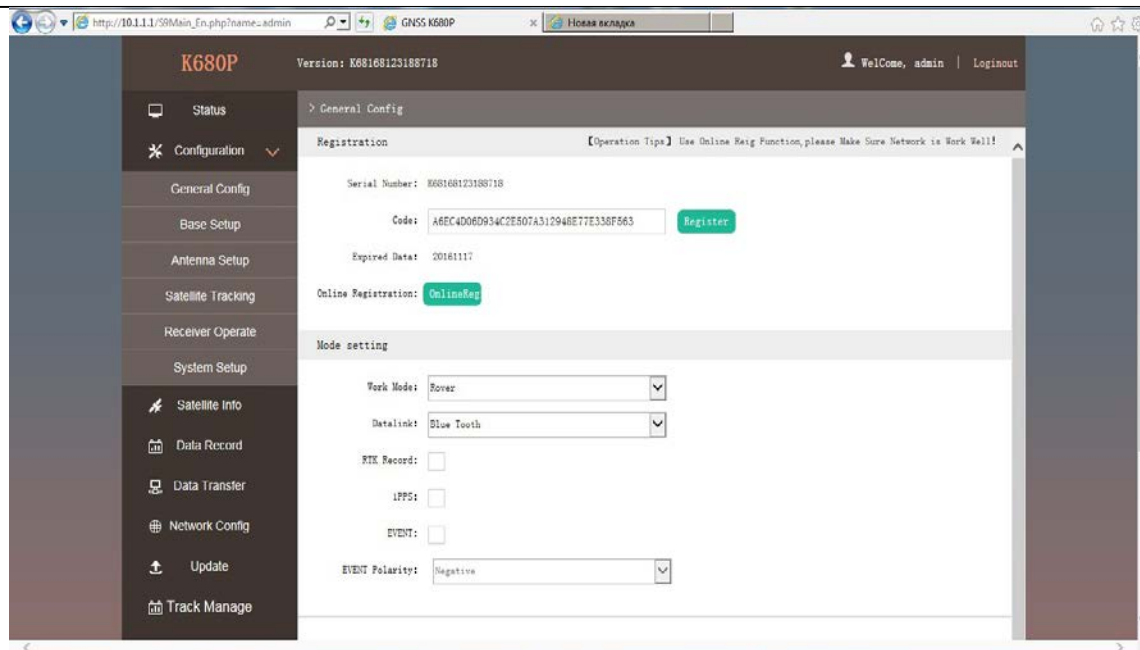 http://10.1.1.1/S9Main_En.php?name=admin
GNSS K680P
Новая вкладка
K680P
Version: K68168123188718
WelCome, admin | Loginout
Status
> General Config
Configuration
Registration
【Operation Tips】 Use Online Reig Function,please Make Sure Network is Work Well!
General Config
Serial Number: K68168123188718
Base Setup
Code: A6EC4D06D934C2E507A312948E77E338F563
Register
Antenna Setup
Expired Data: 20161117
Satellite Tracking
Online Registration: OnlineReg
Receiver Operate
Mode setting
System Setup
Work Mode: Rover
Satellite Info
Datalink: Blue Tooth
Data Record
RTK Record:
Data Transfer
1PPS:
Network Config
EVENT:
Update
EVENT Polarity: Negative
Track Manage